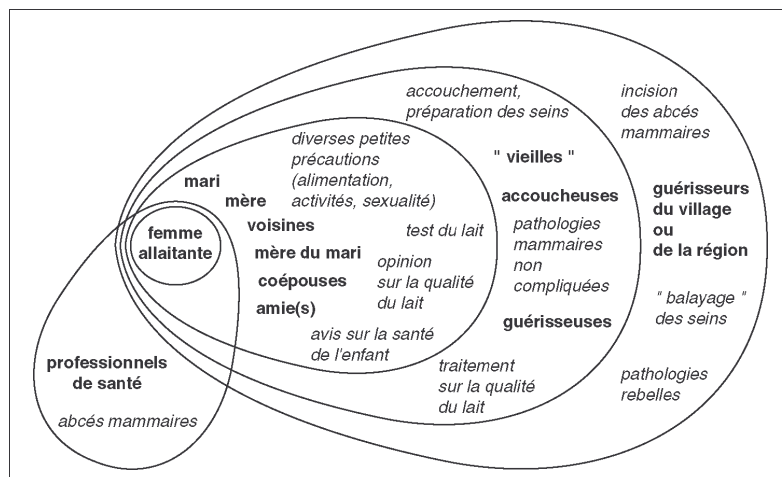 accouchement,
préparation des seins
incision
des abcés
mammaires
diverses petites
précautions
(alimentation,
activités, sexualité)
" vieilles "
mari
mère
accoucheuses
guérisseurs
du village
ou
de la région
femme
allaitante
voisines
mère du mari
coépouses
amie(s)
test du lait
opinion
sur la qualité
du lait
pathologies
mammaires
non
compliquées
" balayage "
des seins
guérisseuses
avis sur la santé
de l'enfant
professionnels
de santé
abcés mammaires
traitement
sur la qualité
du lait
pathologies
rebelles